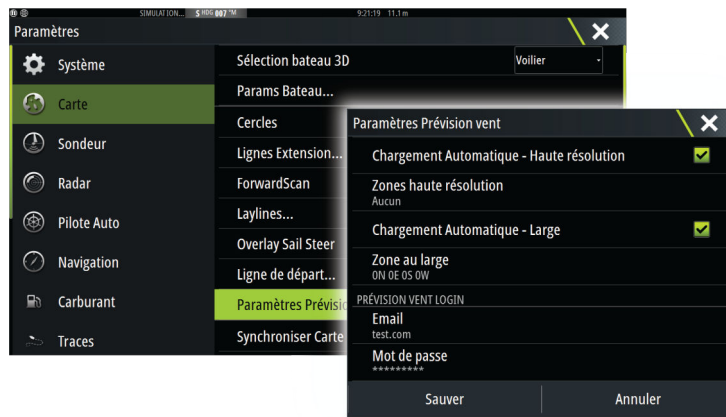 SIMULATION... S HDG 007 °M 9:21:19 11.1 m
Paramètres
Système
Carte
Sondeur
Radar
Pilote Auto
Navigation
Carburant
Traces
Sélection bateau 3D Voilier
Params Bateau...
Cercles
Lignes Extension...
ForwardScan
Laylines...
Overlay Sail Steer
Ligne de départ...
Paramètres Prévisio
Synchroniser Carte
Paramètres Prévision vent
Chargement Automatique - Haute résolution
Zones haute résolution
Aucun
Chargement Automatique - Large
Zone au large
0N 0E 0S 0W
PRÉVISION VENT LOGIN
Email
test.com
Mot de passe
*********
Sauver Annuler